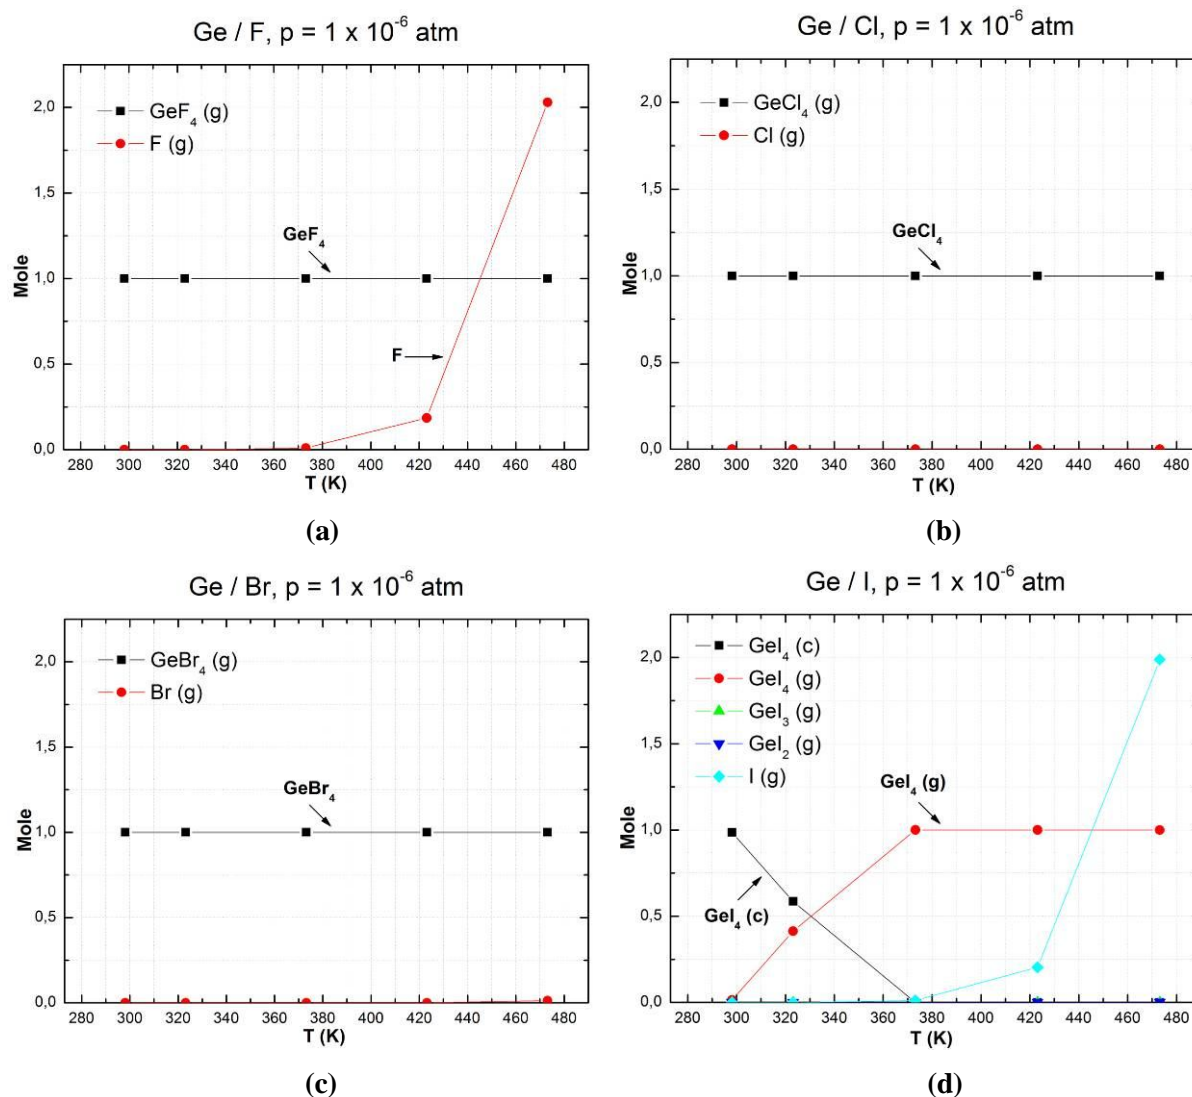 Ge / F, p = 1 x 10⁻⁶ atm
GeF₄ (g)
F (g)
GeF₄
F
Mole
2,0
1,5
1,0
0,5
0,0
280 300 320 340 360 380 400 420 440 460 480
T (K)
(a)
Ge / Cl, p = 1 x 10⁻⁶ atm
GeCl₄ (g)
Cl (g)
GeCl₄
Mole
2,0
1,5
1,0
0,5
0,0
280 300 320 340 360 380 400 420 440 460 480
T (K)
(b)
Ge / Br, p = 1 x 10⁻⁶ atm
GeBr₄ (g)
Br (g)
GeBr₄
Mole
2,0
1,5
1,0
0,5
0,0
280 300 320 340 360 380 400 420 440 460 480
T (K)
(c)
Ge / I, p = 1 x 10⁻⁶ atm
GeI₄ (c)
GeI₄ (g)
GeI₃ (g)
GeI₂ (g)
I (g)
GeI₄ (g)
GeI₄ (c)
Mole
2,0
1,5
1,0
0,5
0,0
280 300 320 340 360 380 400 420 440 460 480
T (K)
(d)